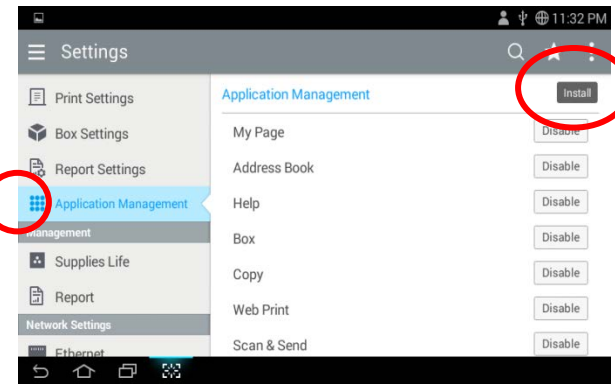 11:32 PM
Settings
Print Settings
Box Settings
Report Settings
Application Management
Management
Supplies Life
Report
Network Settings
Ethernet
Application Management
Install
My Page
Disable
Address Book
Disable
Help
Disable
Box
Disable
Copy
Disable
Web Print
Disable
Scan & Send
Disable